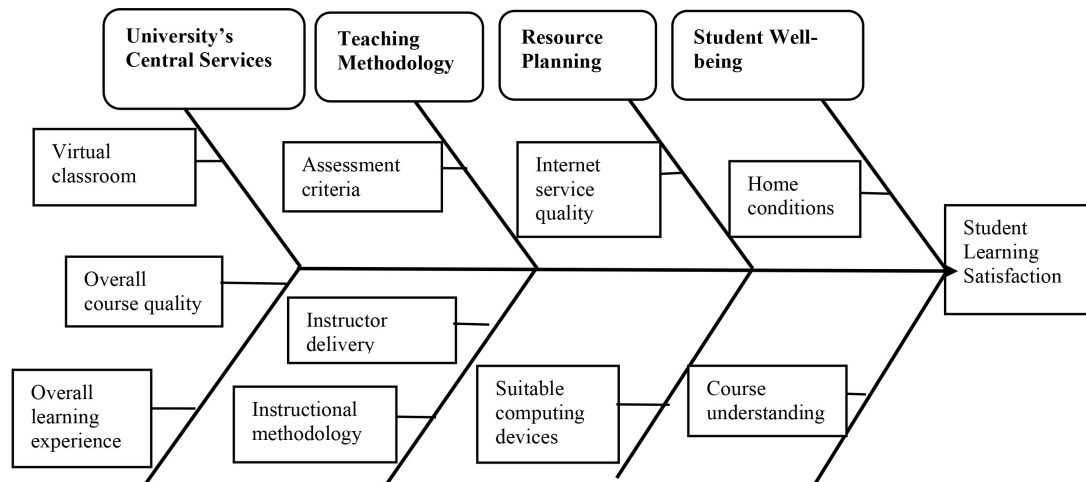 University's
Central Services
Teaching
Methodology
Resource
Planning
Student Well-
being
Virtual
classroom
Assessment
criteria
Internet
service
quality
Home
conditions
Student
Learning
Satisfaction
Overall
course quality
Instructor
delivery
Overall
learning
experience
Instructional
methodology
Suitable
computing
devices
Course
understanding